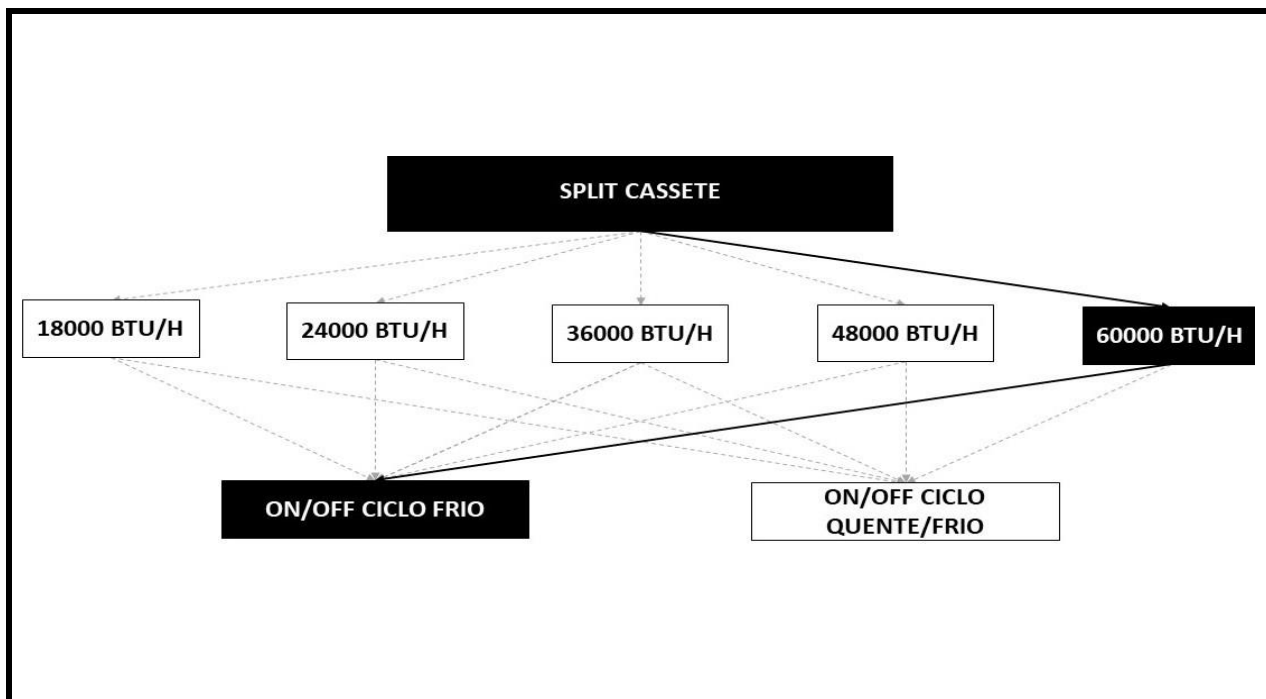 SPLIT CASSETE
18000 BTU/H
24000 BTU/H
36000 BTU/H
48000 BTU/H
60000 BTU/H
ON/OFF CICLO FRIO
ON/OFF CICLO
QUENTE/FRIO